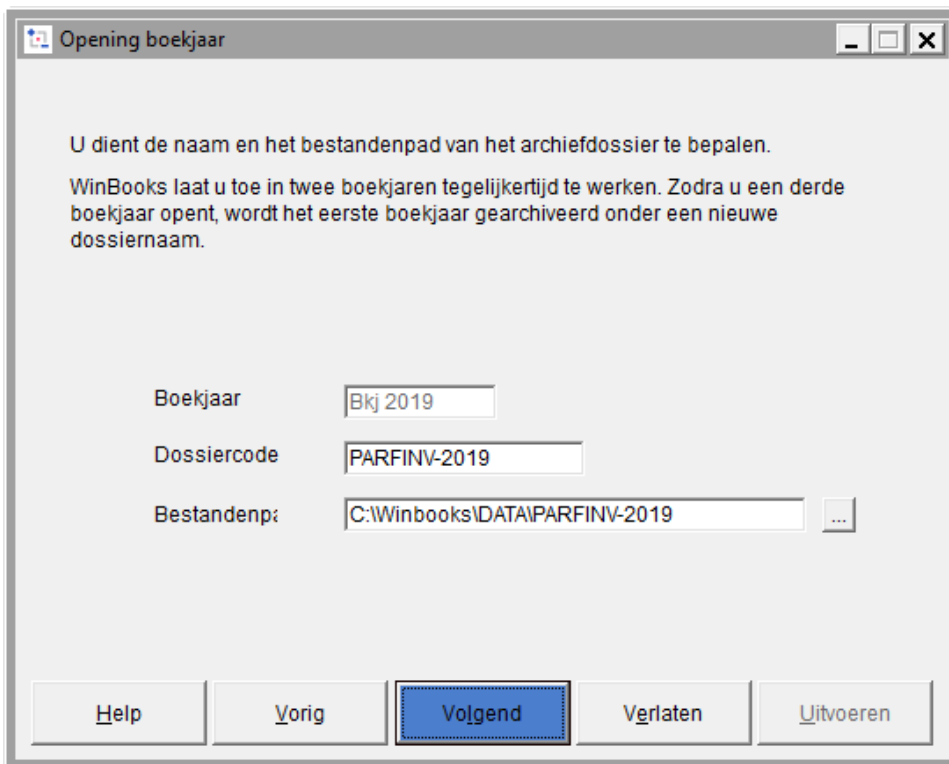 Opening boekjaar
U dient de naam en het bestandenpad van het archiefdossier te bepalen.
WinBooks laat u toe in twee boekjaren tegelijkertijd te werken. Zodra u een derde
boekjaar opent, wordt het eerste boekjaar gearchiveerd onder een nieuwe
dossiernaam.
Boekjaar Bkj 2019
Dossiercode PARFINV-2019
Bestandenpa C:\Winbooks\DATA\PARFINV-2019 ...
Help Vorig Volgend Verlaten Uitvoeren